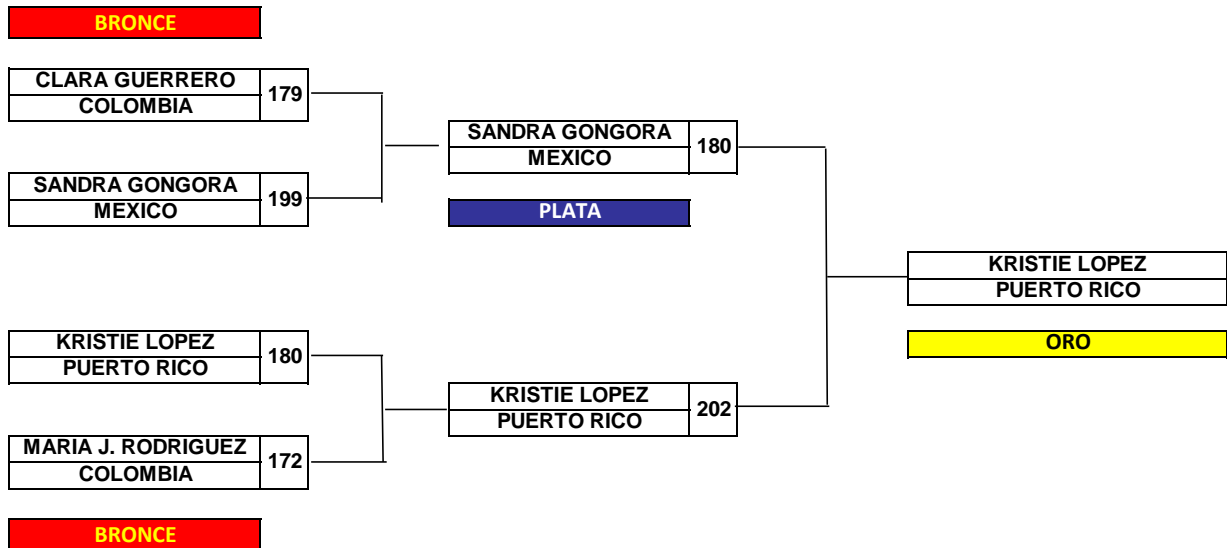 BRONCE
CLARA GUERRERO
179
COLOMBIA
SANDRA GONGORA
199
MEXICO
SANDRA GONGORA
180
MEXICO
PLATA
KRISTIE LOPEZ
180
PUERTO RICO
MARIA J. RODRIGUEZ
172
COLOMBIA
BRONCE
KRISTIE LOPEZ
202
PUERTO RICO
KRISTIE LOPEZ
PUERTO RICO
ORO